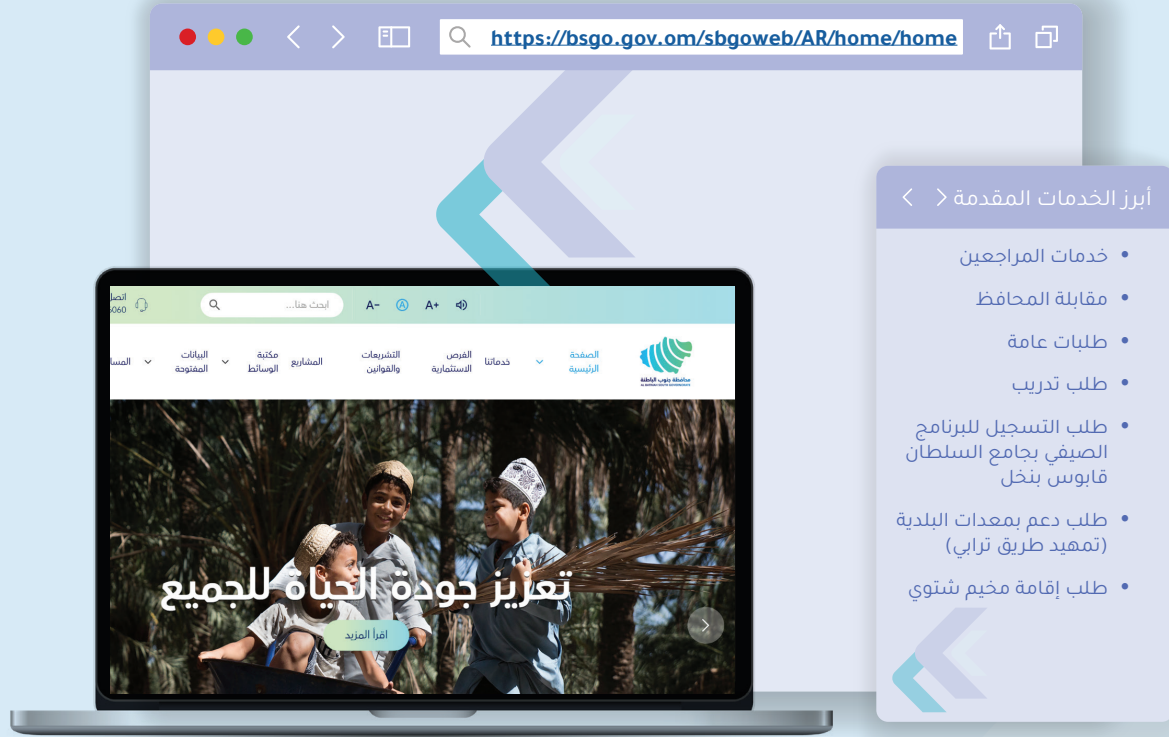 https://bsgo.gov.om/sbgoweb/AR/home/home
أبرز الخدمات المقدمة
• خدمات المراجعين
• مقابلة المحافظ
• طلبات عامة
• طلب تدريب
• طلب التسجيل للبرنامج
الصيفي بجامع السلطان
قابوس بنخل
• طلب دعم بمعدات البلدية
(تمهيد طريق ترابي)
• طلب إقامة مخيم شتوي
A+ A A-
ابحث هنا...
محافظة جنوب الباطنة
الصفحة الرئيسية
خدماتنا
الفرص الاستثمارية
التشريعات والقوانين
المشاريع
مكتبة الوسائط
البيانات المفتوحة
تعزيز جودة الحياة للجميع
اقرأ المزيد